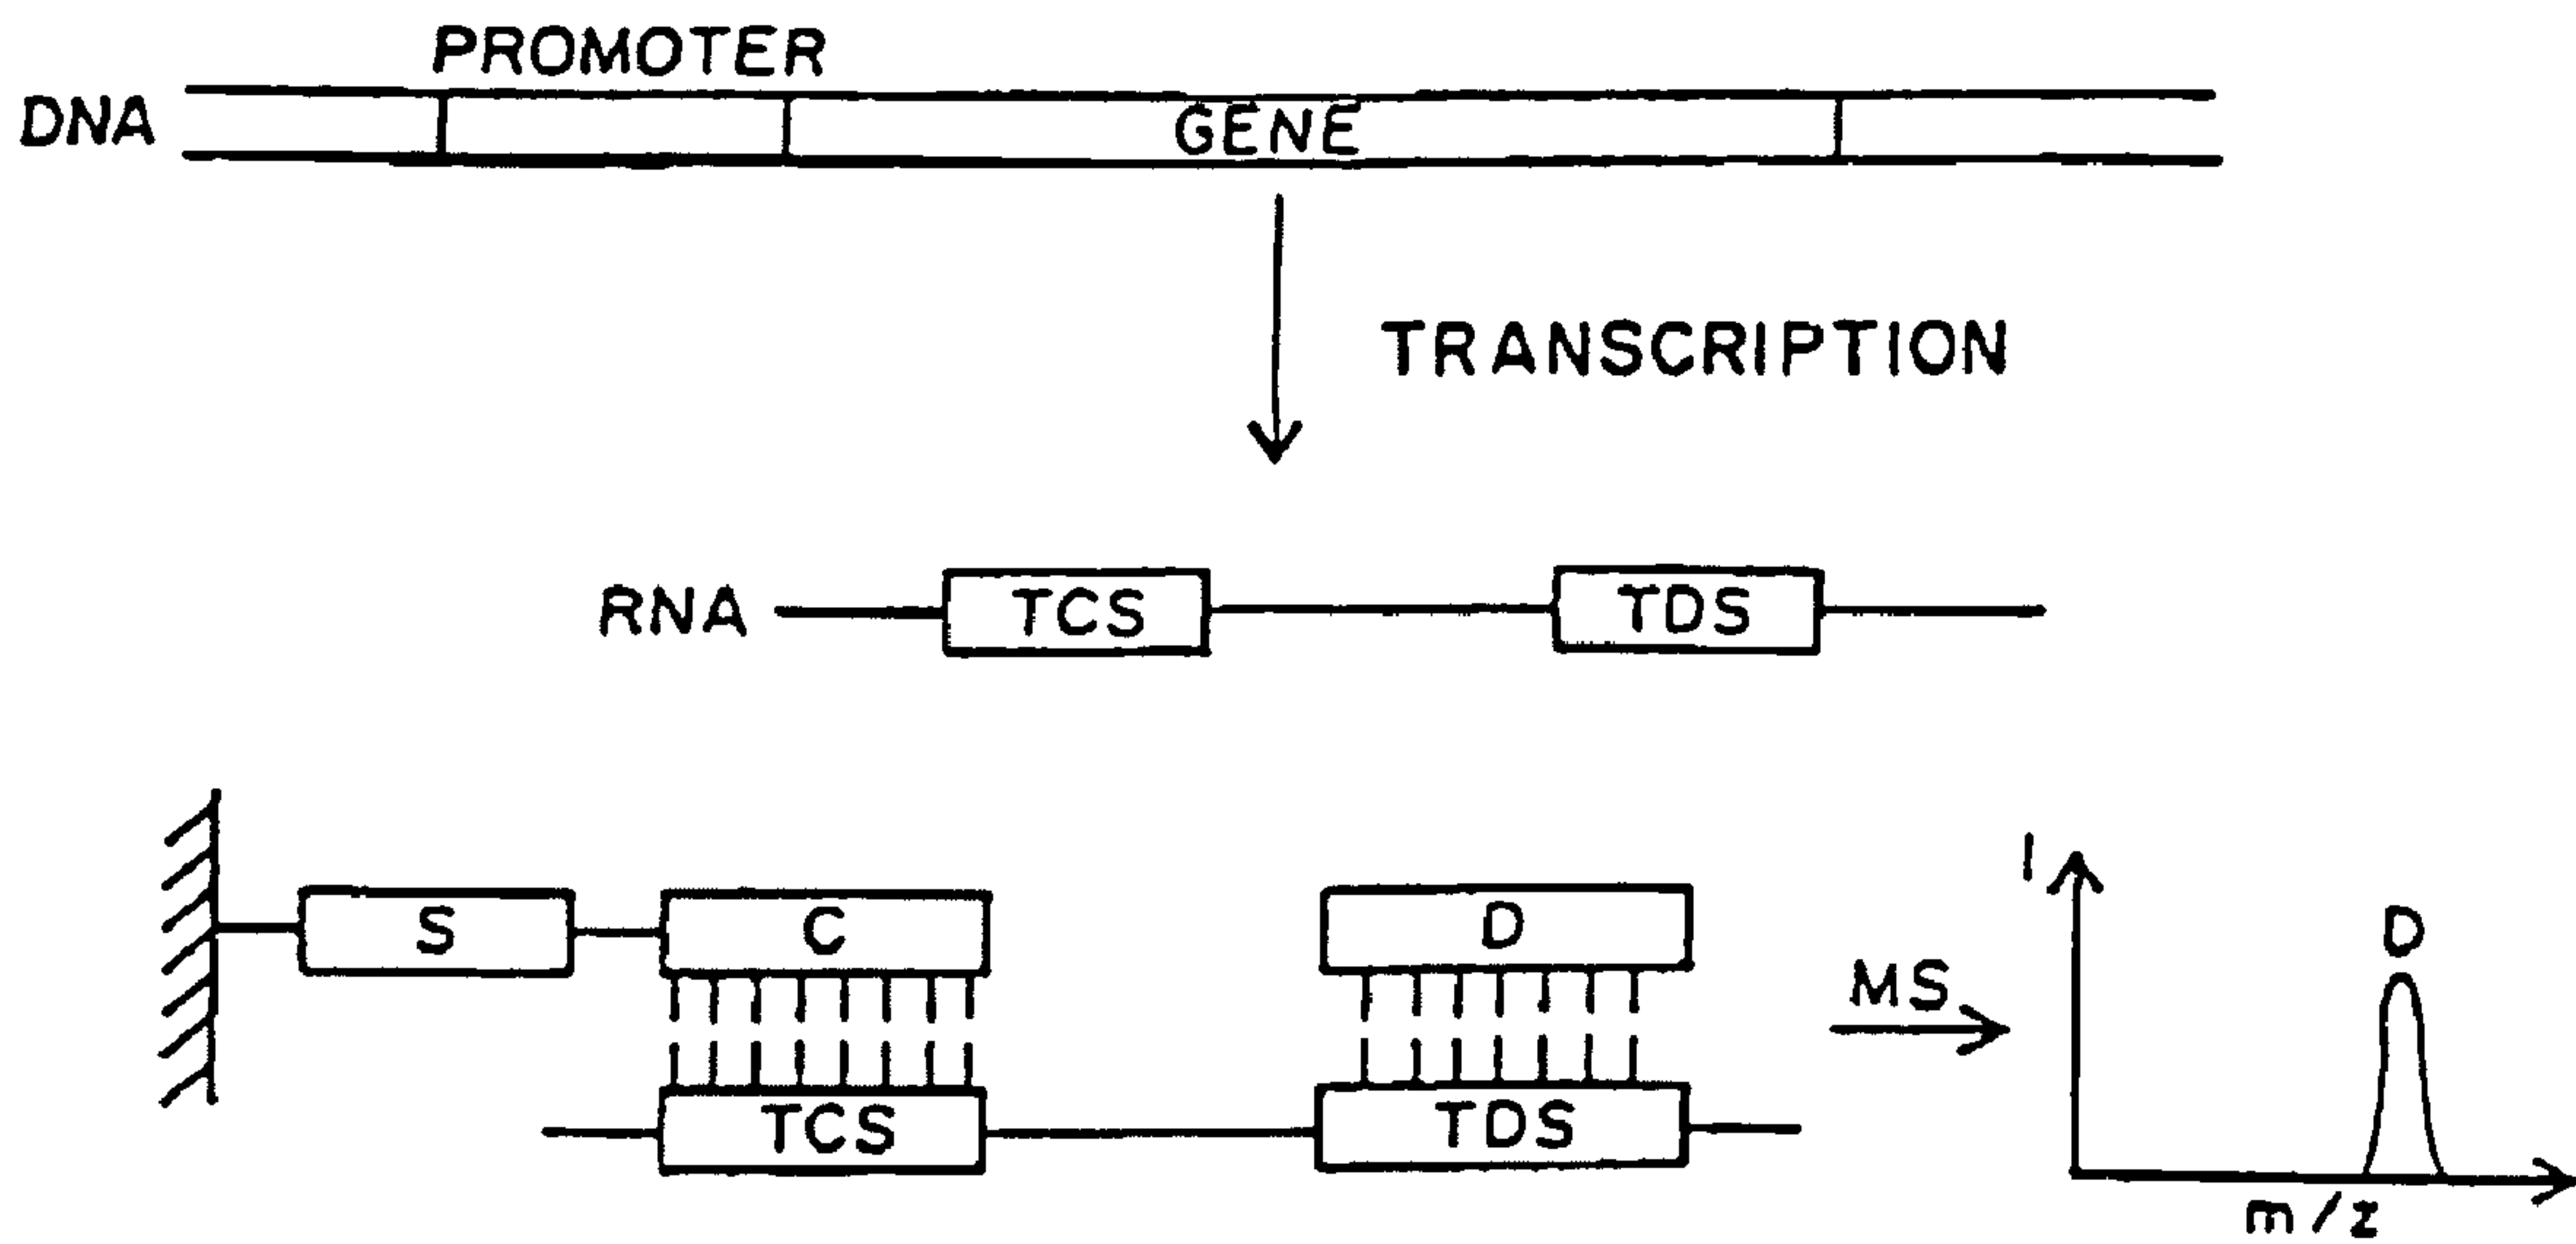 PROMOTER
DNA
GENE
TRANSCRIPTION
RNA TCS TDS
I
S C D D
MS
TCS TDS
m/z